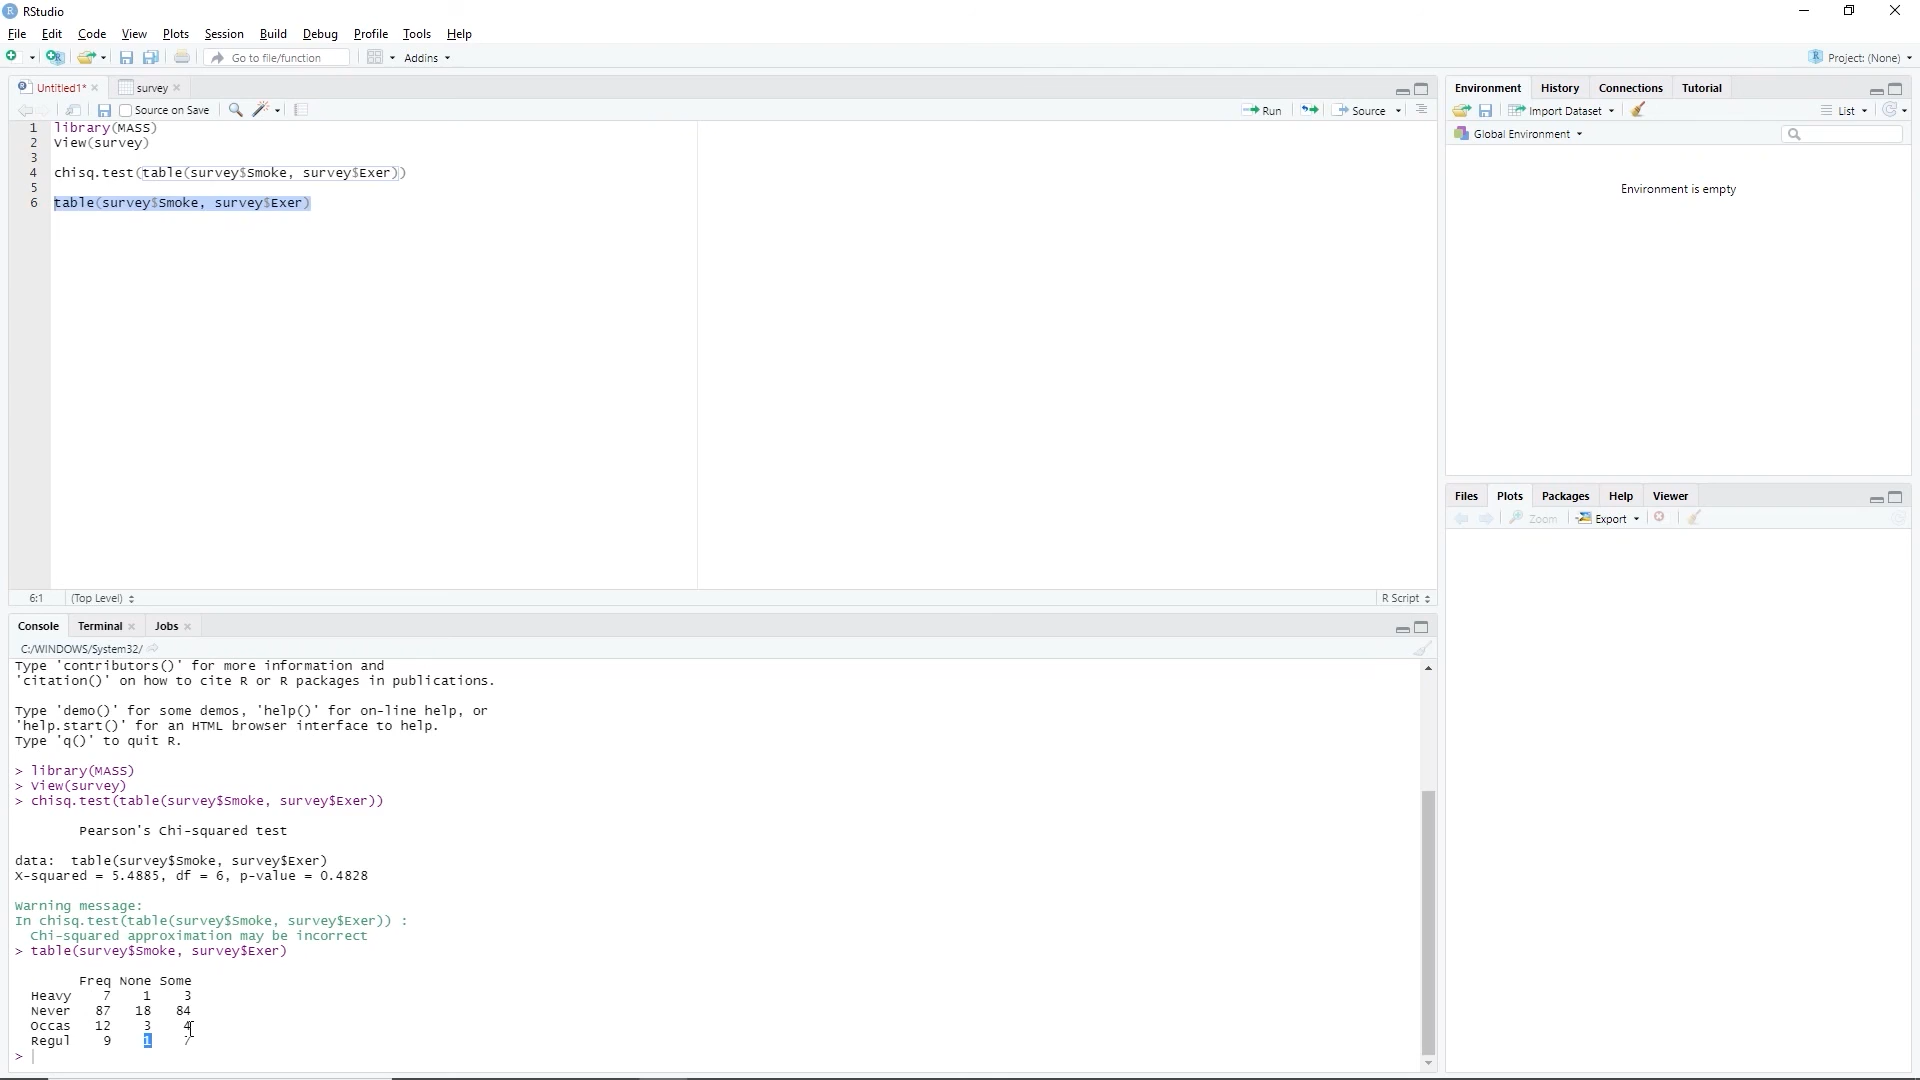 RStudio
File Edit Code View Plots Session Build Debug Profile Tools Help
Go to file/function Addins Project: (None)
Untitled1* survey
Source on Save Run Source
1 library(MASS)
2 View(survey)
3
4 chisq.test(table(survey$Smoke, survey$Exer))
5
6 table(survey$Smoke, survey$Exer)
6:1 (Top Level) R Script
Console Terminal Jobs
C:/WINDOWS/System32/
Type 'contributors()' for more information and
'citation()' on how to cite R or R packages in publications.
Type 'demo()' for some demos, 'help()' for on-line help, or
'help.start()' for an HTML browser interface to help.
Type 'q()' to quit R.
> library(MASS)
> View(survey)
> chisq.test(table(survey$Smoke, survey$Exer))
Pearson's Chi-squared test
data: table(survey$Smoke, survey$Exer)
X-squared = 5.4885, df = 6, p-value = 0.4828
Warning message:
In chisq.test(table(survey$Smoke, survey$Exer)) :
Chi-squared approximation may be incorrect
> table(survey$Smoke, survey$Exer)
Freq None Some
Heavy 7 1 3
Never 87 18 84
Occas 12 3 4
Regul 9 1 7
>
Environment History Connections Tutorial
Import Dataset List
Global Environment
Environment is empty
Files Plots Packages Help Viewer
Zoom Export